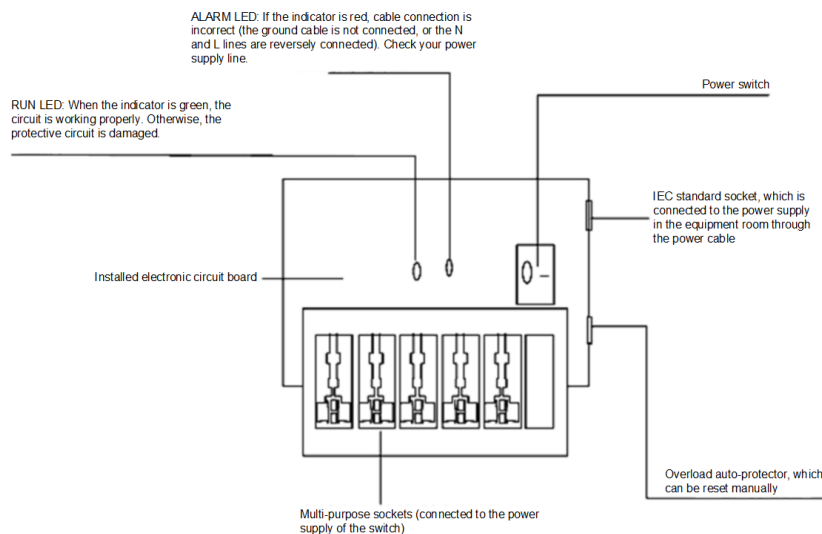 ALARM LED: If the indicator is red, cable connection is
incorrect (the ground cable is not connected, or the N
and L lines are reversely connected). Check your power
supply line.
Power switch
RUN LED: When the indicator is green, the
circuit is working properly. Otherwise, the
protective circuit is damaged.
IEC standard socket, which is
connected to the power supply
in the equipment room through
the power cable
Installed electronic circuit board
Overload auto-protector, which
can be reset manually
Multi-purpose sockets (connected to the power
supply of the switch)